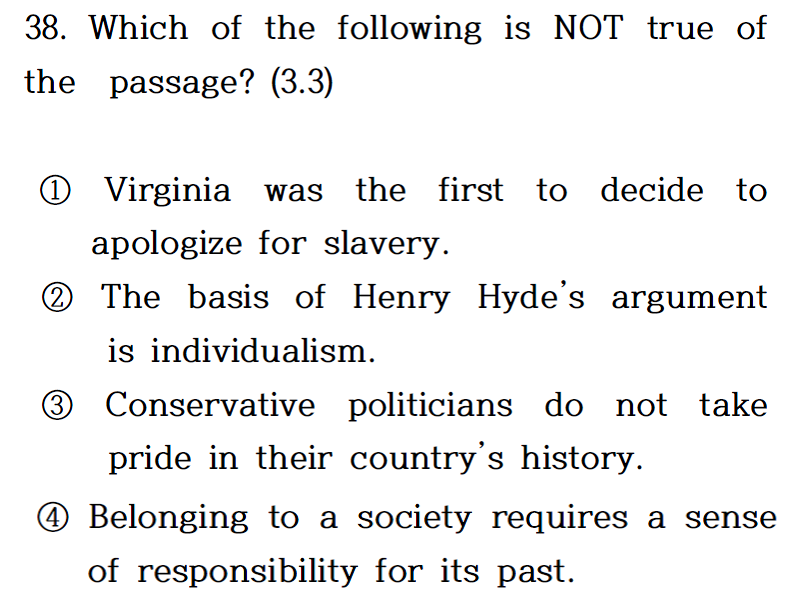 38. Which of the following is NOT true of
the passage? (3.3)
① Virginia was the first to decide to
apologize for slavery.
② The basis of Henry Hyde's argument
is individualism.
③ Conservative politicians do not take
pride in their country's history.
④ Belonging to a society requires a sense
of responsibility for its past.